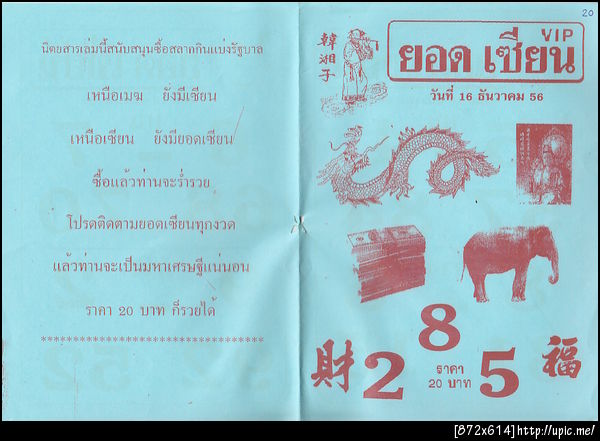 นิตยสารเล่มนี้สนับสนุนซื้อสลากกินแบ่งรัฐบาล
เหนือเมฆ ยังมีเซียน
เหนือเซียน ยังมียอดเซียน
ซื้อแล้วท่านจะร่ำรวย
โปรดติดตามยอดเซียนทุกงวด
แล้วท่านจะเป็นมหาเศรษฐีแน่นอน
ราคา 20 บาท ก็รวยได้
***********************************
20
韓湘子
VIP
ยอด เซียน
วันที่ 16 ธันวาคม 56
8
財 2
ราคา
20 บาท
5 福
[872x614]http://upic.me/